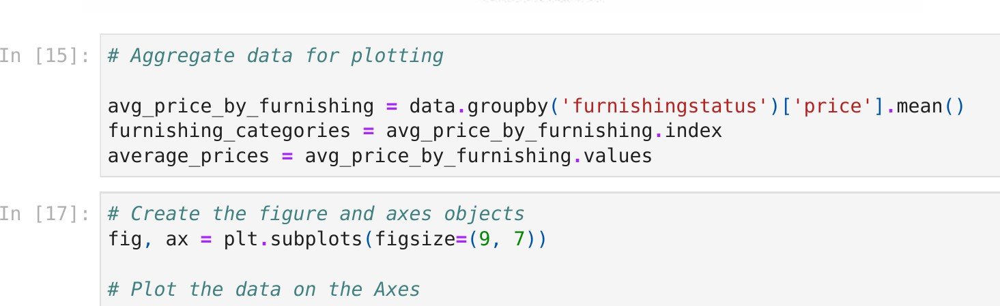 In [15]:
# Aggregate data for plotting
avg_price_by_furnishing = data.groupby('furnishingstatus')['price'].mean()
furnishing_categories = avg_price_by_furnishing.index
average_prices = avg_price_by_furnishing.values
In [17]:
# Create the figure and axes objects
fig, ax = plt.subplots(figsize=(9, 7))
# Plot the data on the Axes